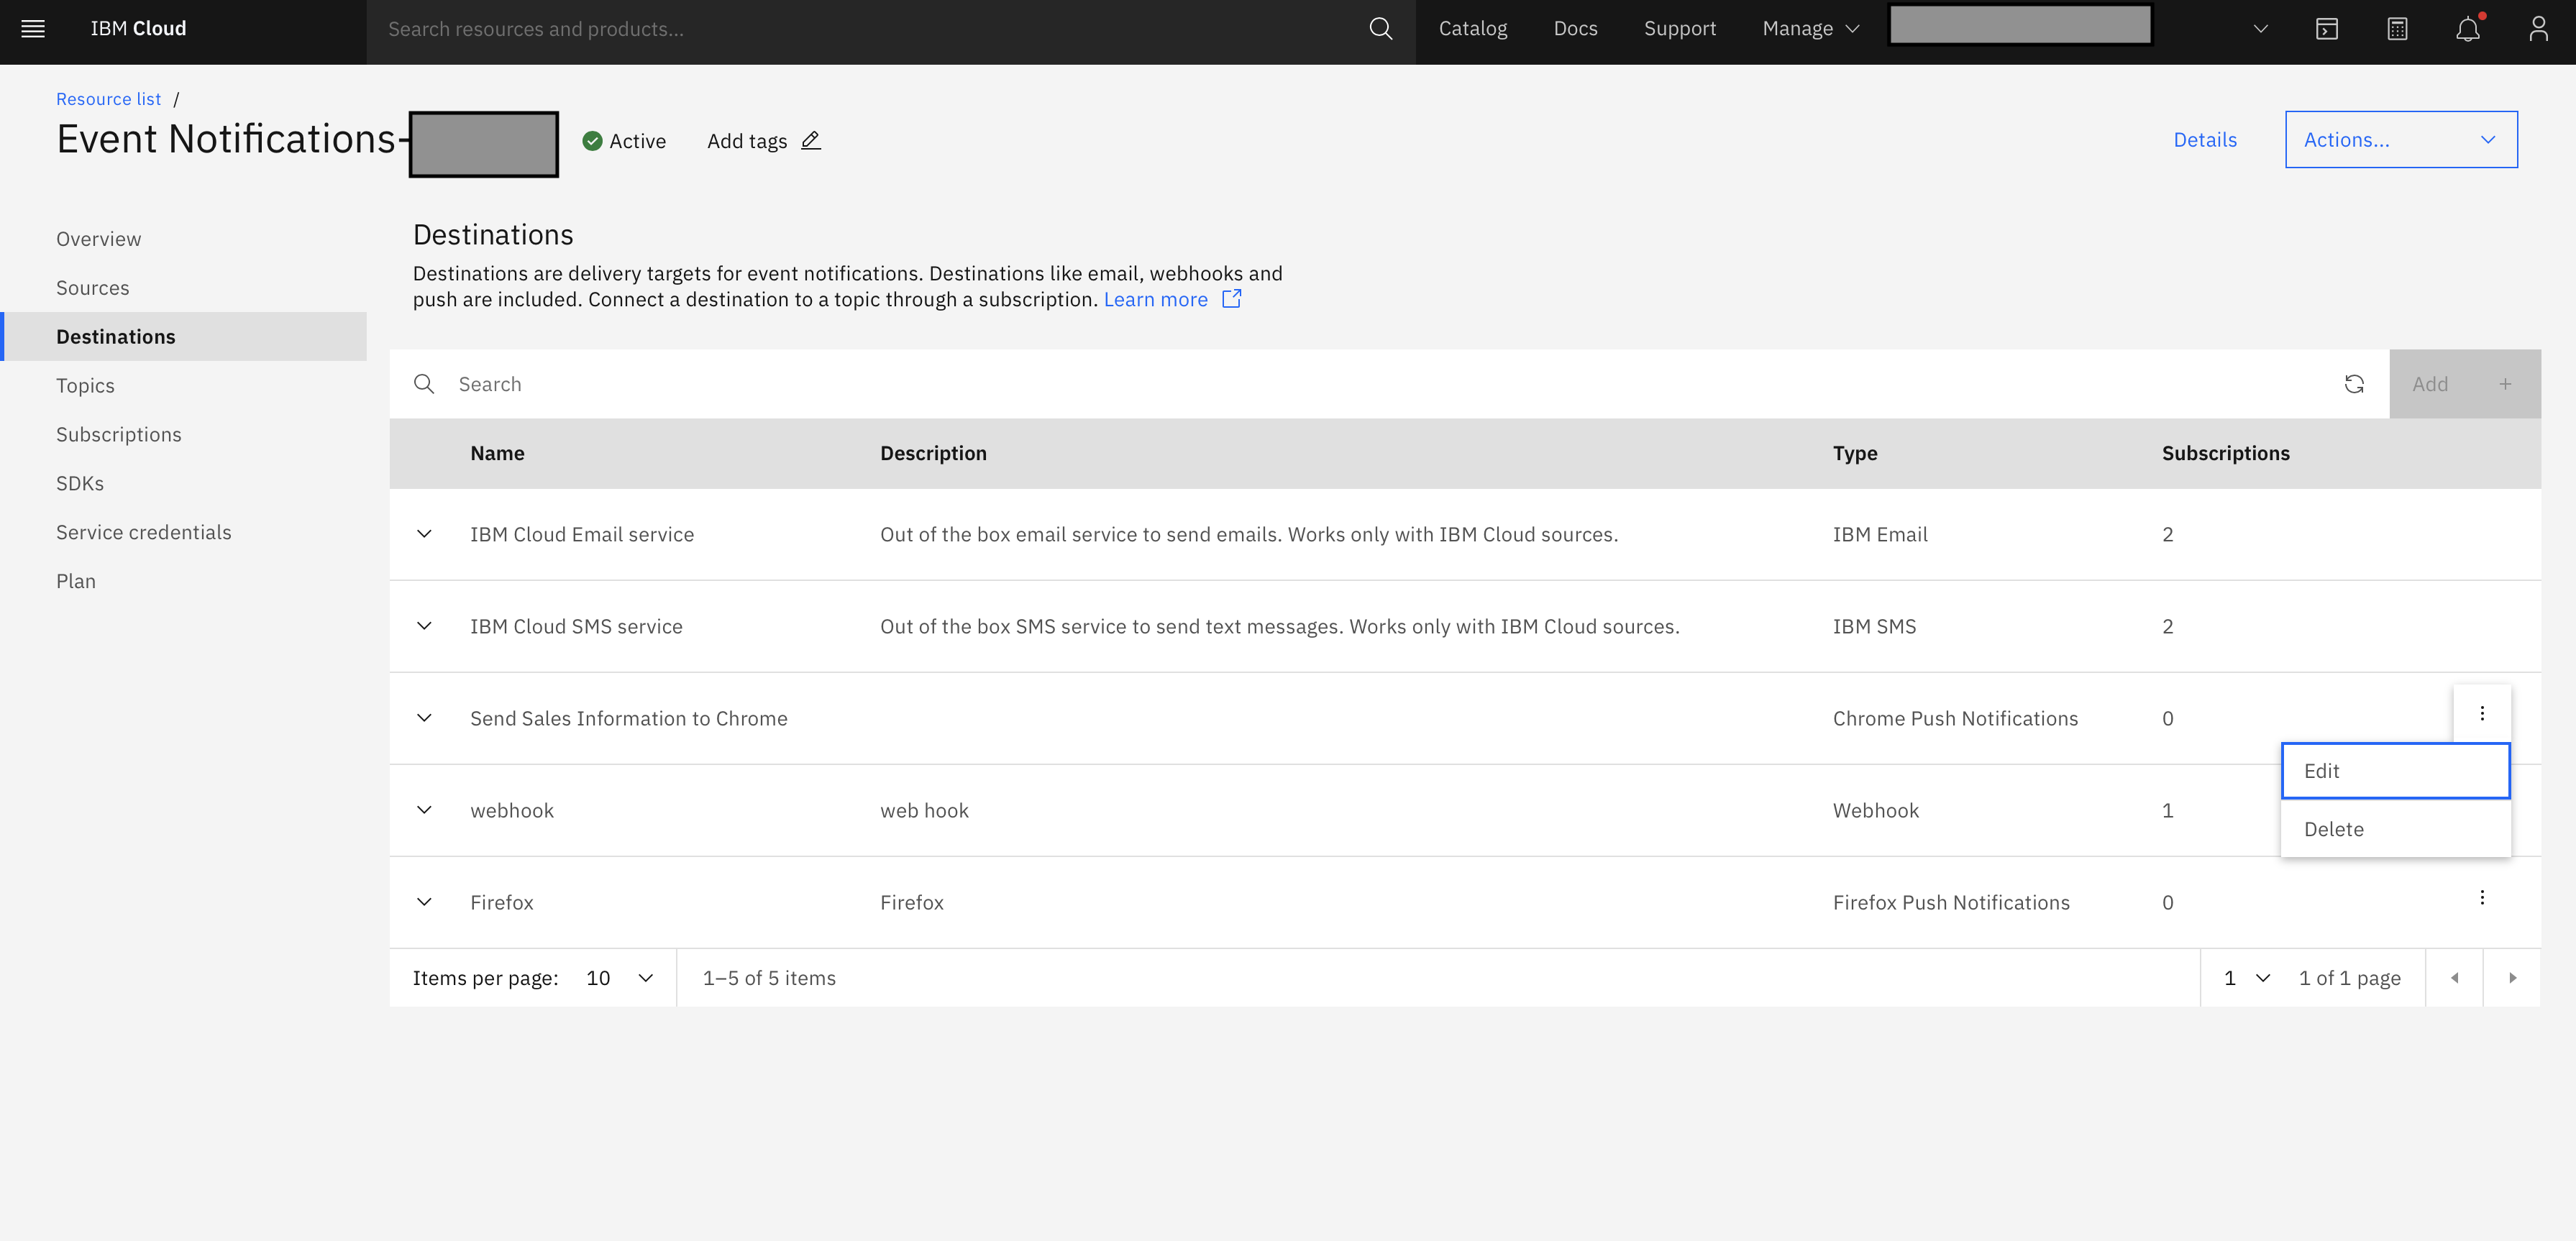 IBM Cloud
Search resources and products...
Catalog
Docs
Support
Manage
Resource list /
Event Notifications-
Active
Add tags
Details
Actions...
Overview
Sources
Destinations
Topics
Subscriptions
SDKs
Service credentials
Plan
Destinations
Destinations are delivery targets for event notifications. Destinations like email, webhooks and
push are included. Connect a destination to a topic through a subscription. Learn more
Search
Add +
Name Description Type Subscriptions
IBM Cloud Email service Out of the box email service to send emails. Works only with IBM Cloud sources. IBM Email 2
IBM Cloud SMS service Out of the box SMS service to send text messages. Works only with IBM Cloud sources. IBM SMS 2
Send Sales Information to Chrome Chrome Push Notifications 0
Edit
webhook web hook Webhook 1
Delete
Firefox Firefox Firefox Push Notifications 0
Items per page: 10 1–5 of 5 items 1 1 of 1 page